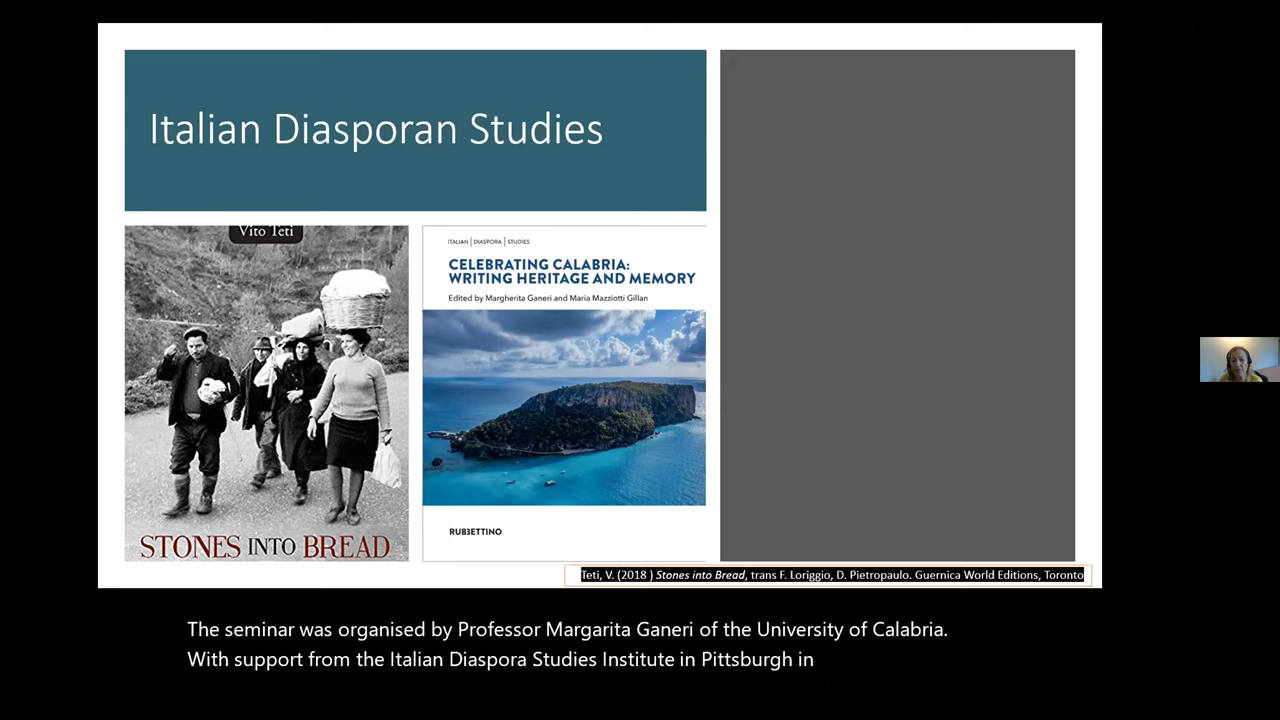 Italian Diasporan Studies
Vito Teti
STONES INTO BREAD
ITALIAN | DIASPORA | STUDIES
CELEBRATING CALABRIA:
WRITING HERITAGE AND MEMORY
Edited by Margherita Ganeri and Maria Mazziotti Gillan
RUBBETTINO
Teti, V. (2018 ) Stones into Bread, trans F. Loriggio, D. Pietropaulo. Guernica World Editions, Toronto
The seminar was organised by Professor Margarita Ganeri of the University of Calabria.
With support from the Italian Diaspora Studies Institute in Pittsburgh in